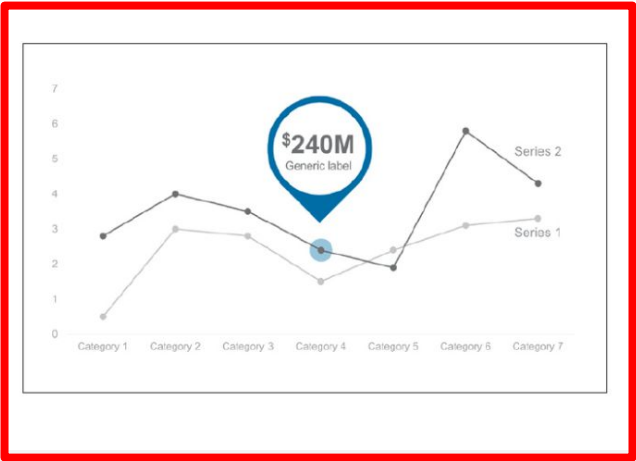 7
6
$240M
Generic label
5
Series 2
4
3
Series 1
2
1
0
Category 1 Category 2 Category 3 Category 4 Category 5 Category 6 Category 7